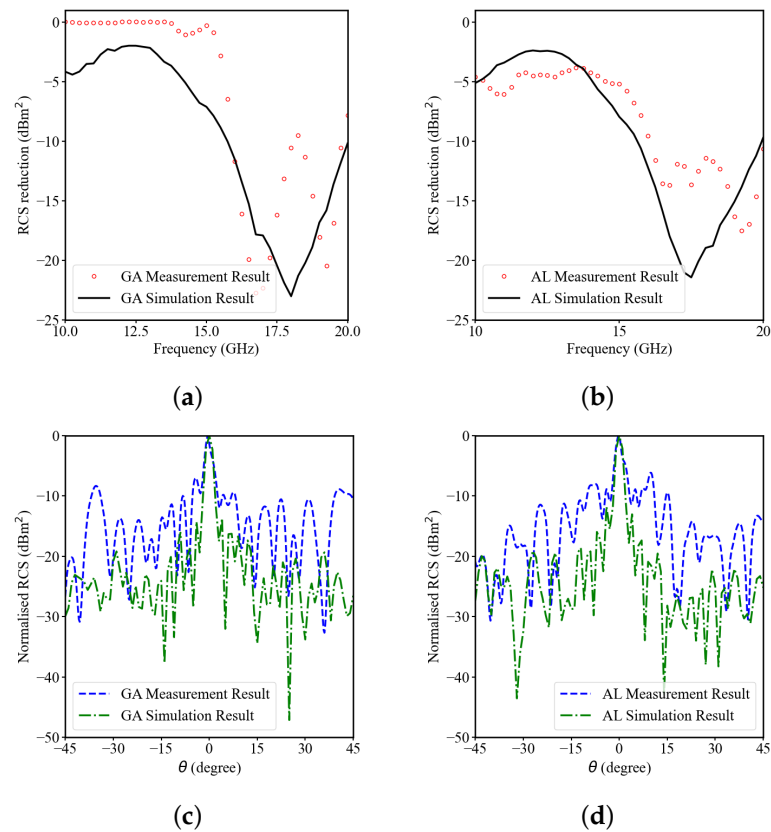 0
−5
−10
−15
−20
−25
RCS reduction (dBm²)
GA Measurement Result
GA Simulation Result
10.0 12.5 15.0 17.5 20.0
Frequency (GHz)
(a)
0
−5
−10
−15
−20
−25
RCS reduction (dBm²)
AL Measurement Result
AL Simulation Result
10 15 20
Frequency (GHz)
(b)
0
−10
−20
−30
−40
−50
Normalised RCS (dBm²)
GA Measurement Result
GA Simulation Result
−45 −30 −15 0 15 30 45
θ (degree)
(c)
0
−10
−20
−30
−40
−50
Normalised RCS (dBm²)
AL Measurement Result
AL Simulation Result
−45 −30 −15 0 15 30 45
θ (degree)
(d)